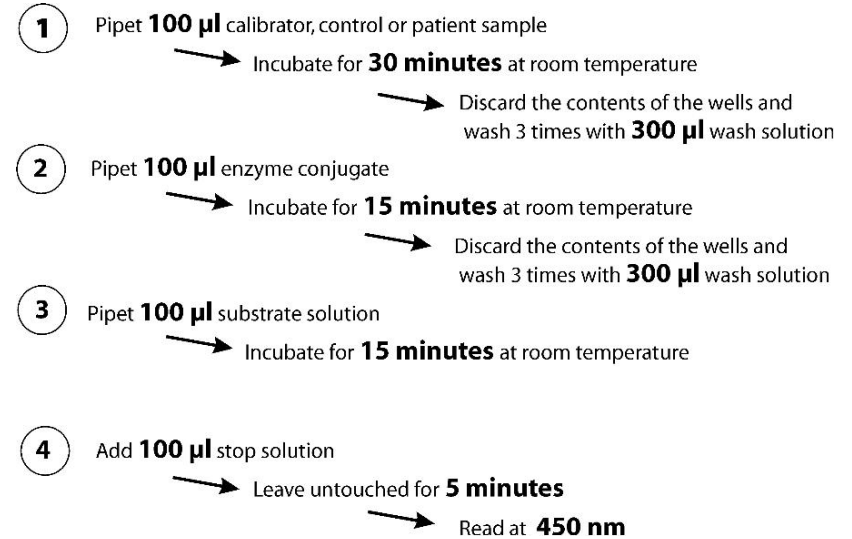 1 Pipet 100 µl calibrator, control or patient sample
Incubate for 30 minutes at room temperature
Discard the contents of the wells and
wash 3 times with 300 µl wash solution
2 Pipet 100 µl enzyme conjugate
Incubate for 15 minutes at room temperature
Discard the contents of the wells and
wash 3 times with 300 µl wash solution
3 Pipet 100 µl substrate solution
Incubate for 15 minutes at room temperature
4 Add 100 µl stop solution
Leave untouched for 5 minutes
Read at 450 nm